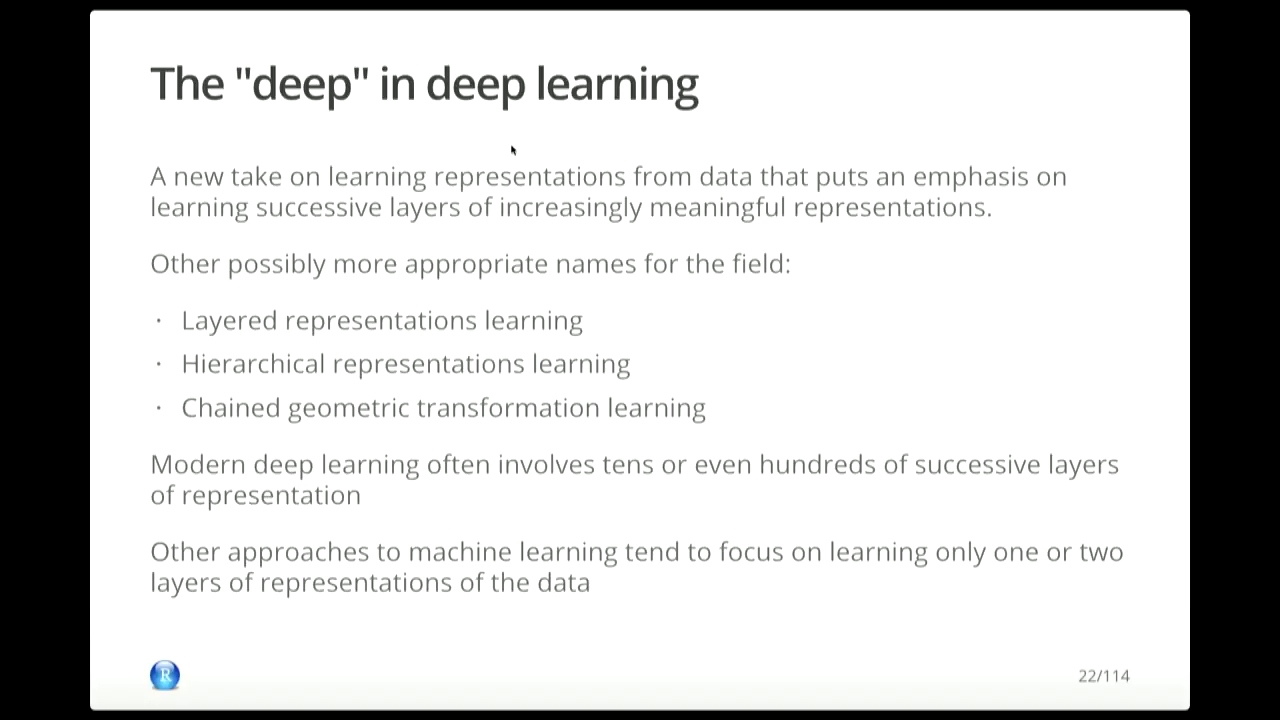 The "deep" in deep learning
A new take on learning representations from data that puts an emphasis on
learning successive layers of increasingly meaningful representations.
Other possibly more appropriate names for the field:
· Layered representations learning
· Hierarchical representations learning
· Chained geometric transformation learning
Modern deep learning often involves tens or even hundreds of successive layers
of representation
Other approaches to machine learning tend to focus on learning only one or two
layers of representations of the data
R
22/114